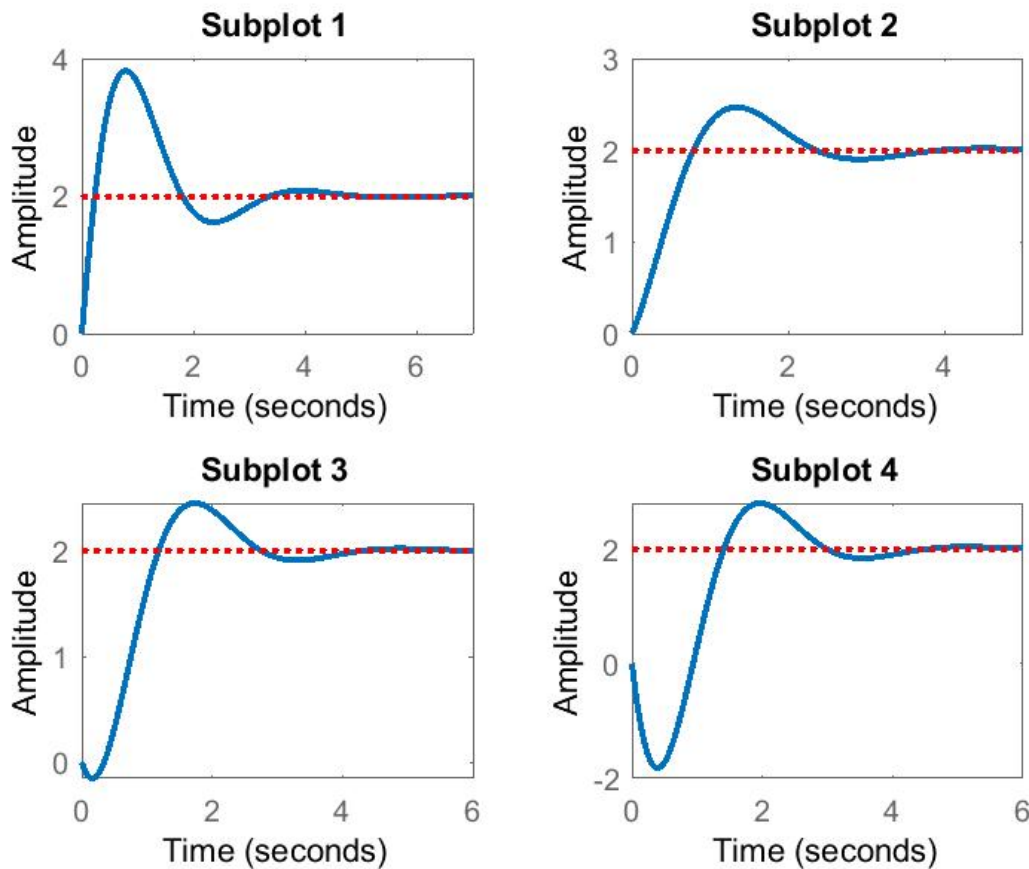 Subplot 1
4
2
0
0 2 4 6
Amplitude
Time (seconds)
Subplot 2
3
2
1
0
0 2 4
Amplitude
Time (seconds)
Subplot 3
2
1
0
0 2 4 6
Amplitude
Time (seconds)
Subplot 4
2
0
-2
0 2 4 6
Amplitude
Time (seconds)